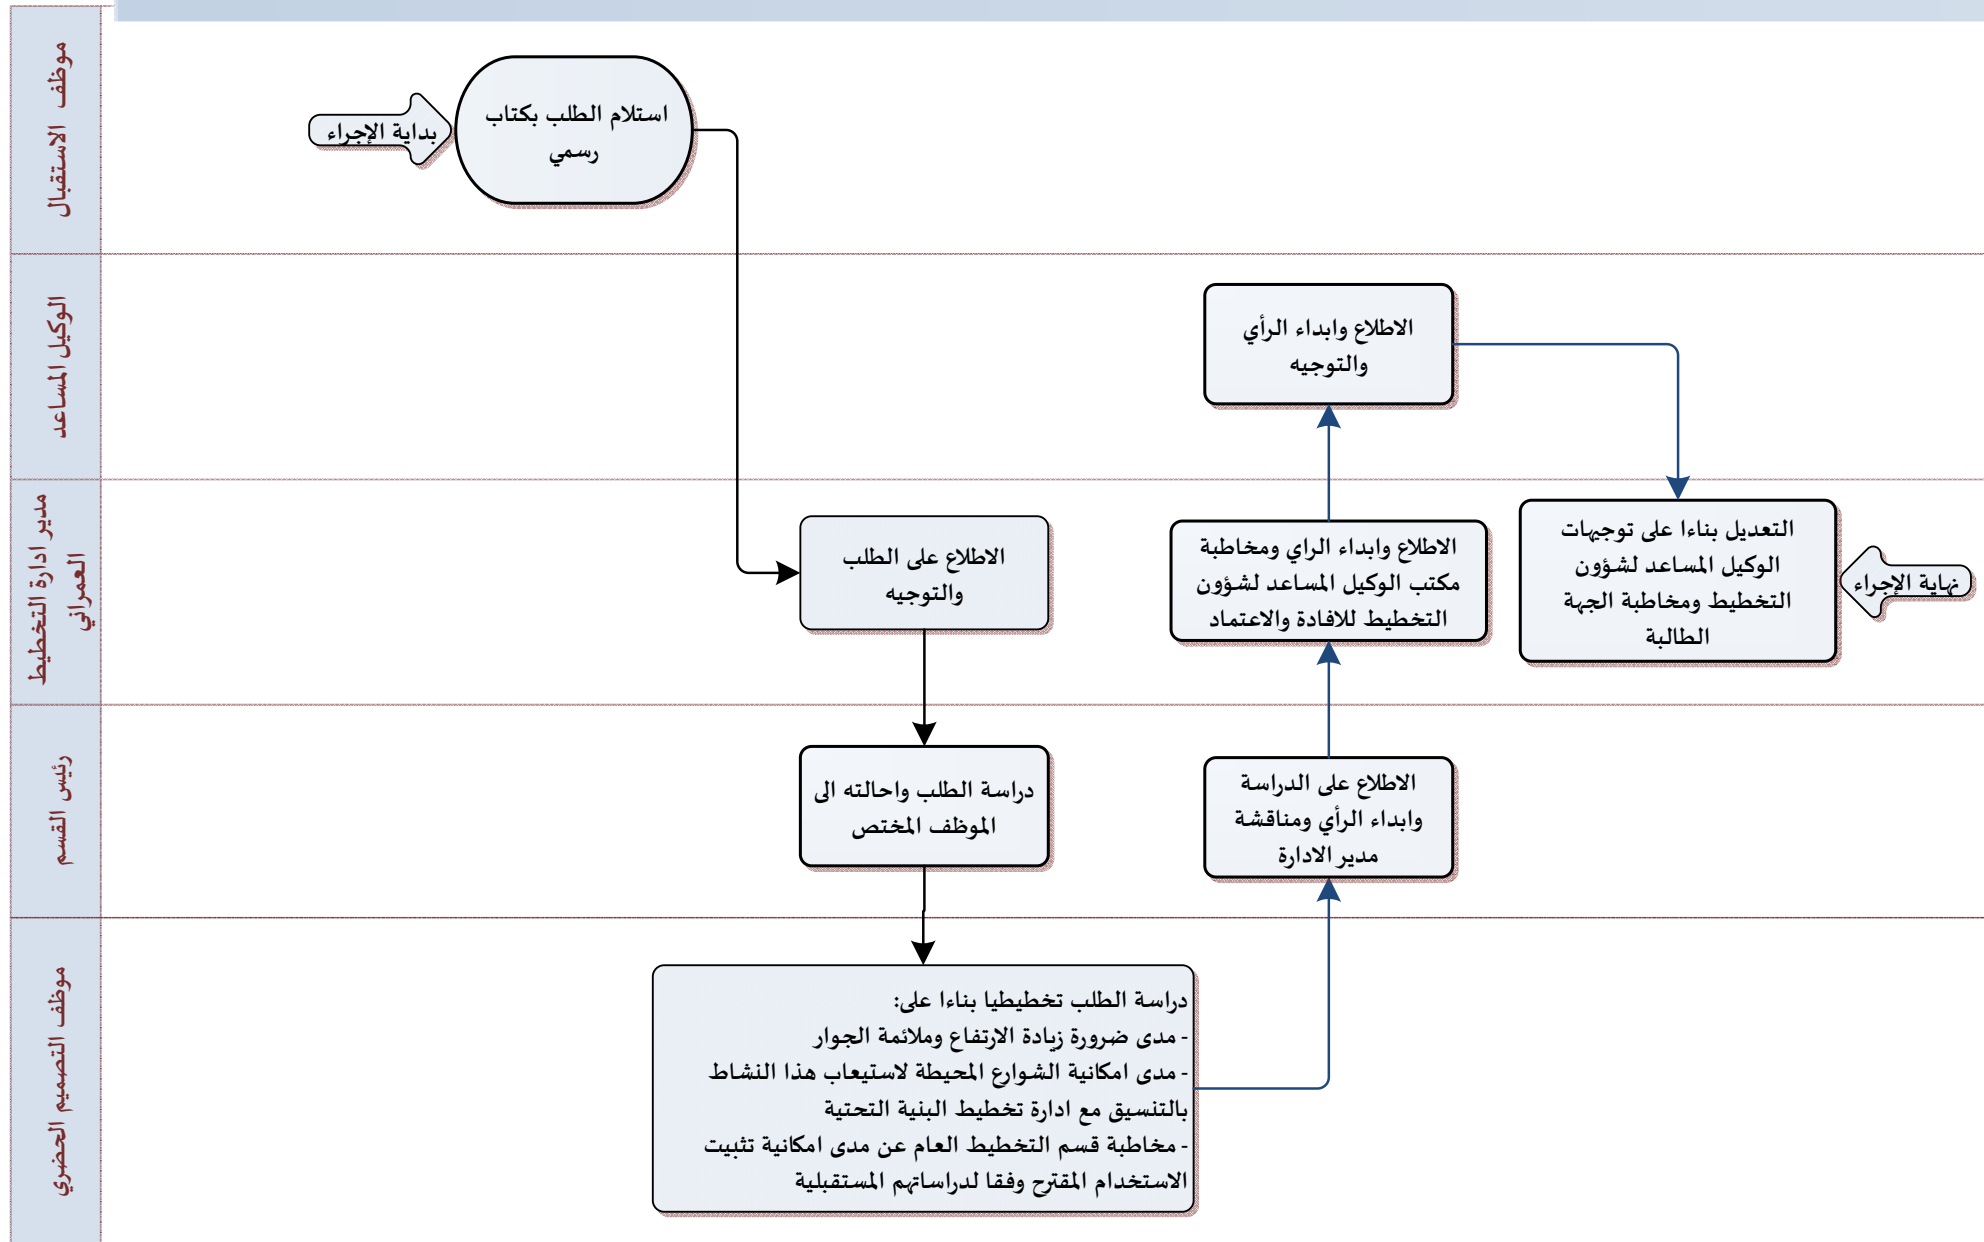 موظف الاستقبال
بداية الإجراء
استلام الطلب بكتاب
رسمي
الوكيل المساعد
الاطلاع وابداء الرأي
والتوجيه
مدير ادارة التخطيط
العمراني
الاطلاع على الطلب
والتوجيه
الاطلاع وابداء الراي ومخاطبة
مكتب الوكيل المساعد لشؤون
التخطيط للافادة والاعتماد
التعديل بناءا على توجيهات
الوكيل المساعد لشؤون
التخطيط ومخاطبة الجهة
الطالبة
نهاية الإجراء
رئيس القسم
دراسة الطلب واحالته الى
الموظف المختص
الاطلاع على الدراسة
وابداء الرأي ومناقشة
مدير الادارة
موظف التصميم الحضري
دراسة الطلب تخطيطيا بناءا على:
- مدى ضرورة زيادة الارتفاع وملائمة الجوار
- مدى امكانية الشوارع المحيطة لاستيعاب هذا النشاط
بالتنسيق مع ادارة تخطيط البنية التحتية
- مخاطبة قسم التخطيط العام عن مدى امكانية تثبيت
الاستخدام المقترح وفقا لدراساتهم المستقبلية